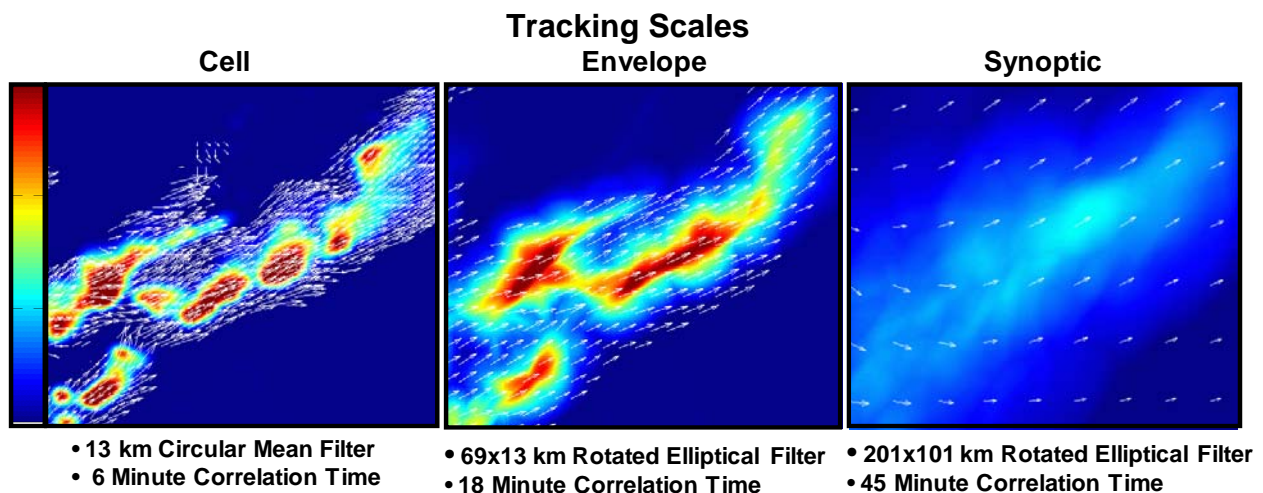 Tracking Scales
Cell
Envelope
Synoptic
• 13 km Circular Mean Filter
• 6 Minute Correlation Time
• 69x13 km Rotated Elliptical Filter
• 18 Minute Correlation Time
• 201x101 km Rotated Elliptical Filter
• 45 Minute Correlation Time